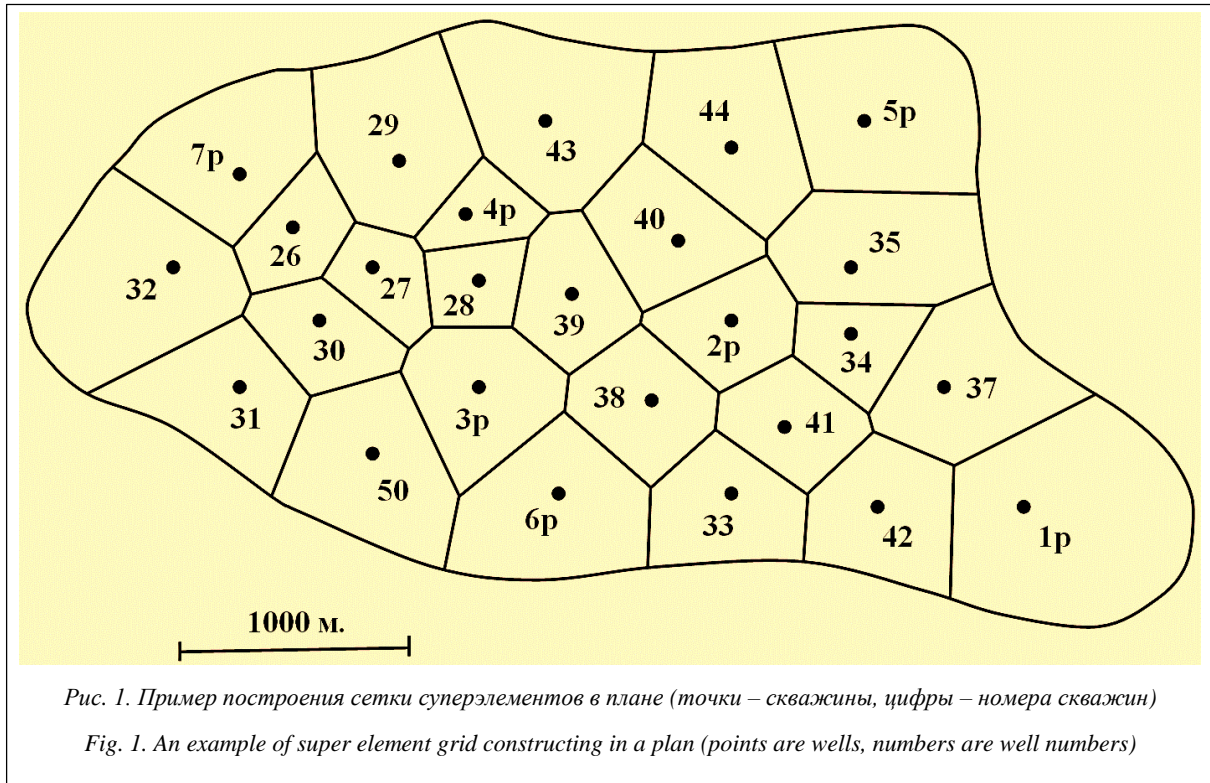 44
5р
29
43
7р
4р
40
35
26
32
27
28
39
30
2р
34
37
38
31
3р
41
50
6р
33
42
1р
1000 м.
Рис. 1. Пример построения сетки суперэлементов в плане (точки – скважины, цифры – номера скважин)
Fig. 1. An example of super element grid constructing in a plan (points are wells, numbers are well numbers)